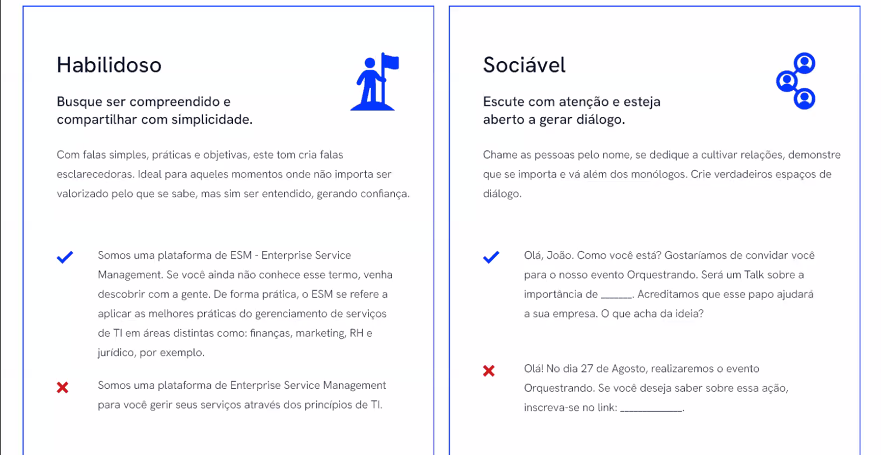 Habilidoso
Busque ser compreendido e
compartilhar com simplicidade.
Com falas simples, práticas e objetivas, este tom cria falas
esclarecedoras. Ideal para aqueles momentos onde não importa ser
valorizado pelo que se sabe, mas sim ser entendido, gerando confiança.
Somos uma plataforma de ESM - Enterprise Service
Management. Se você ainda não conhece esse termo, venha
descobrir com a gente. De forma prática, o ESM se refere a
aplicar as melhores práticas do gerenciamento de serviços
de TI em áreas distintas como: finanças, marketing, RH e
jurídico, por exemplo.
Somos uma plataforma de Enterprise Service Management
para você gerir seus serviços através dos princípios de TI.
Sociável
Escute com atenção e esteja
aberto a gerar diálogo.
Chame as pessoas pelo nome, se dedique a cultivar relações, demonstre
que se importa e vá além dos monólogos. Crie verdadeiros espaços de
diálogo.
Olá, João. Como você está? Gostaríamos de convidar você
para o nosso evento Orquestrando. Será um Talk sobre a
importância de ______. Acreditamos que esse papo ajudará
a sua empresa. O que acha da ideia?
Olá! No dia 27 de Agosto, realizaremos o evento
Orquestrando. Se você deseja saber sobre essa ação,
inscreva-se no link: ____________.